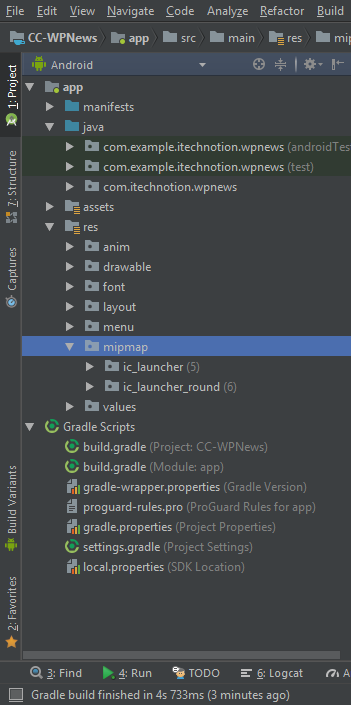 File Edit View Navigate Code Analyze Refactor Build
CC-WPNews app src main res mip
1: Project
Android
app
manifests
java
com.example.itechnotion.wpnews (androidTes
com.example.itechnotion.wpnews (test)
com.itechnotion.wpnews
assets
res
anim
drawable
font
layout
menu
mipmap
ic_launcher (5)
ic_launcher_round (6)
values
Gradle Scripts
build.gradle (Project: CC-WPNews)
build.gradle (Module: app)
gradle-wrapper.properties (Gradle Version)
proguard-rules.pro (ProGuard Rules for app)
gradle.properties (Project Properties)
settings.gradle (Project Settings)
local.properties (SDK Location)
7: Structure
Captures
Build Variants
2: Favorites
3: Find 4: Run TODO 6: Logcat A
Gradle build finished in 4s 733ms (3 minutes ago)